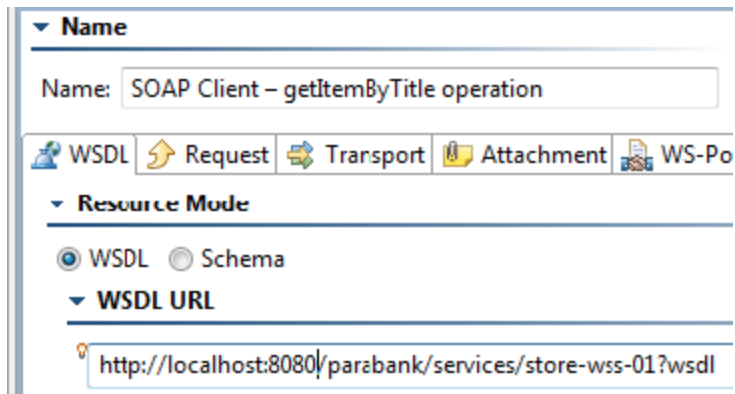 Name
Name: SOAP Client – getItemByTitle operation
WSDL Request Transport Attachment WS-Po
Resource Mode
WSDL Schema
WSDL URL
http://localhost:8080/parabank/services/store-wss-01?wsdl